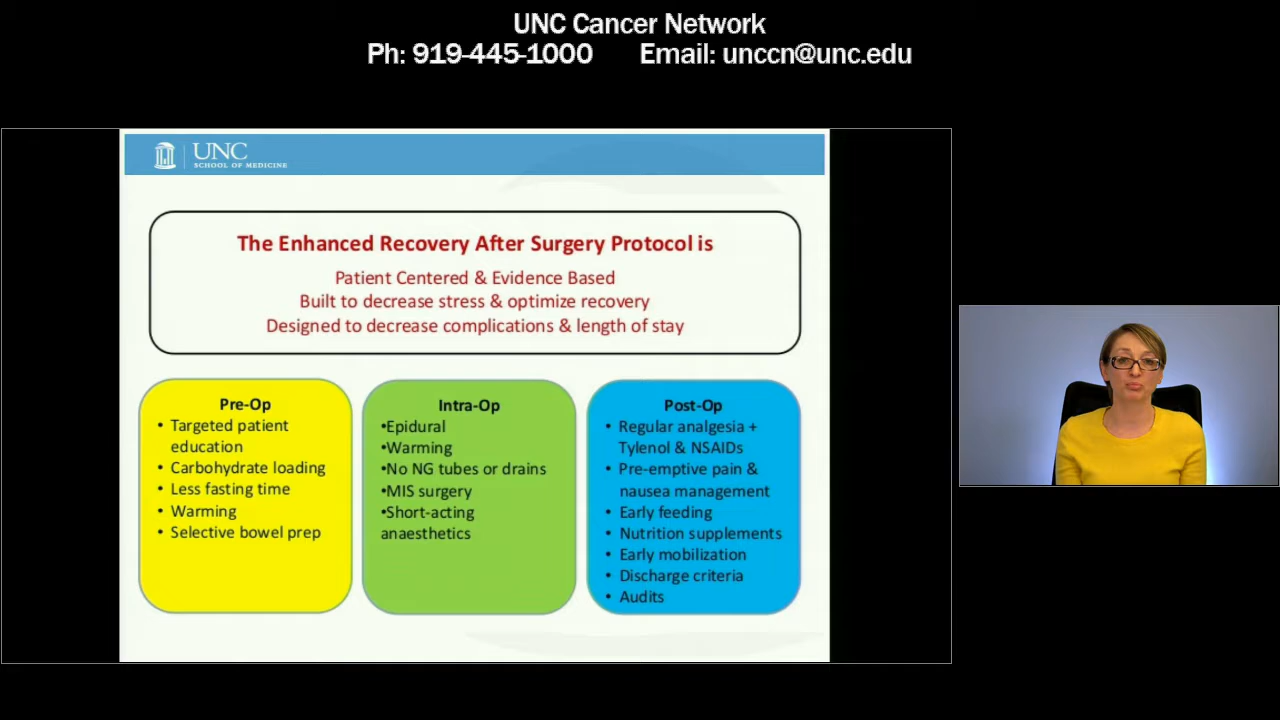 UNC Cancer Network
Ph: 919-445-1000 Email: unccn@unc.edu
UNC
SCHOOL OF MEDICINE
The Enhanced Recovery After Surgery Protocol is
Patient Centered & Evidence Based
Built to decrease stress & optimize recovery
Designed to decrease complications & length of stay
Pre-Op
• Targeted patient
education
• Carbohydrate loading
• Less fasting time
• Warming
• Selective bowel prep
Intra-Op
•Epidural
•Warming
•No NG tubes or drains
•MIS surgery
•Short-acting
anaesthetics
Post-Op
• Regular analgesia +
Tylenol & NSAIDs
• Pre-emptive pain &
nausea management
• Early feeding
• Nutrition supplements
• Early mobilization
• Discharge criteria
• Audits